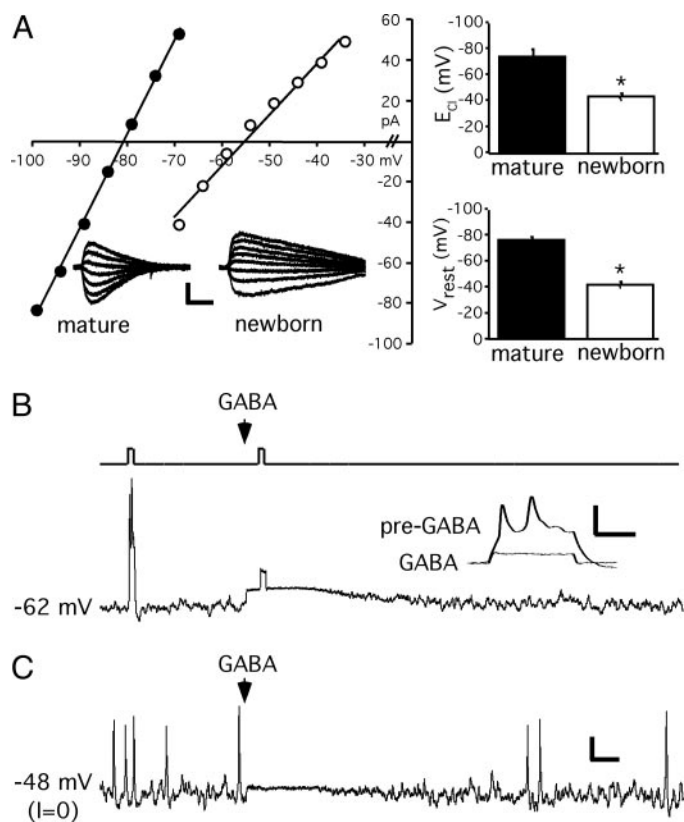 A
60
40
20
pA
-100
-90
-80
-70
-60
-50
-40
-30
mV
-20
-40
-60
-80
-100
mature
newborn
-100
-80
-60
-40
-20
0
E_Cl (mV)
*
mature
newborn
-80
-60
-40
-20
0
V_rest (mV)
*
mature
newborn
B
GABA
pre-GABA
GABA
-62 mV
C
GABA
-48 mV
(I=0)